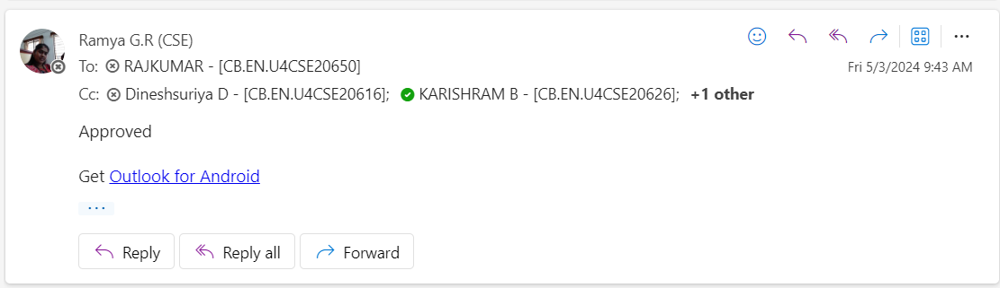 Ramya G.R (CSE)
To: RAJKUMAR - [CB.EN.U4CSE20650]
Fri 5/3/2024 9:43 AM
Cc: Dineshsuriya D - [CB.EN.U4CSE20616]; KARISHRAM B - [CB.EN.U4CSE20626]; +1 other
Approved
Get Outlook for Android
...
Reply Reply all Forward